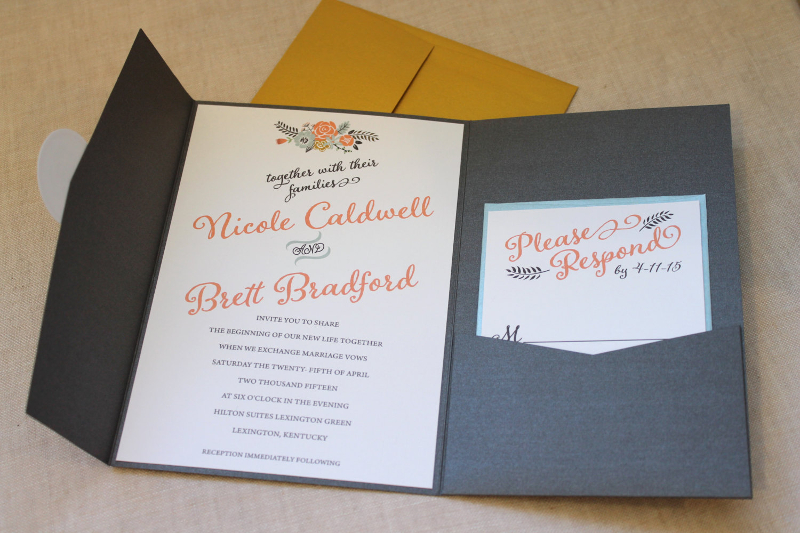 together with their
families
Nicole Caldwell
AND
Brett Bradford
INVITE YOU TO SHARE
THE BEGINNING OF OUR NEW LIFE TOGETHER
WHEN WE EXCHANGE MARRIAGE VOWS
SATURDAY THE TWENTY- FIFTH OF APRIL
TWO THOUSAND FIFTEEN
AT SIX O'CLOCK IN THE EVENING
HILTON SUITES LEXINGTON GREEN
LEXINGTON, KENTUCKY
RECEPTION IMMEDIATELY FOLLOWING
Please
Respond
by 4-11-15
M